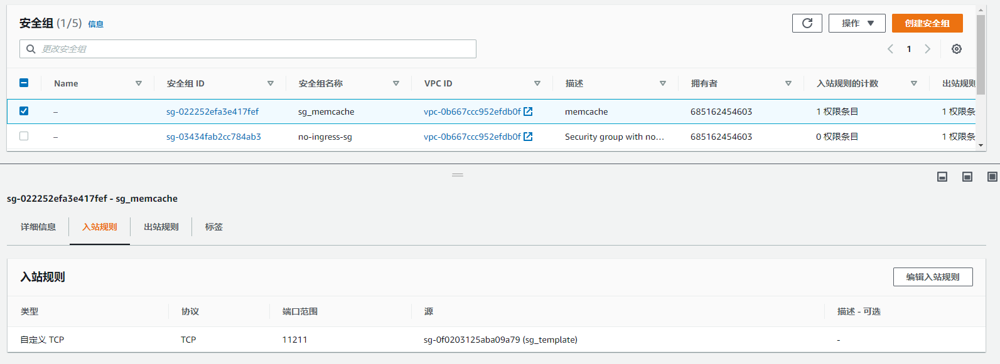 安全组 (1/5) 信息
操作 创建安全组
更改安全组
1
Name 安全组 ID 安全组名称 VPC ID 描述 拥有者 入站规则的计数 出站规则
– sg-022252efa3e417fef sg_memcache vpc-0b667ccc952efdb0f memcache 685162454603 1 权限条目 1 权限条
– sg-03434fab2cc784ab3 no-ingress-sg vpc-0b667ccc952efdb0f Security group with no... 685162454603 0 权限条目 1 权限条
sg-022252efa3e417fef - sg_memcache
详细信息 入站规则 出站规则 标签
入站规则 编辑入站规则
类型 协议 端口范围 源 描述 - 可选
自定义 TCP TCP 11211 sg-0f0203125aba09a79 (sg_template) -